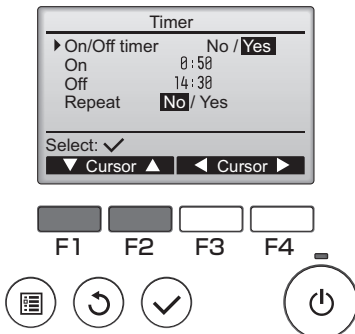 Timer
On/Off timer No / Yes
On 0:50
Off 14:30
Repeat No / Yes
Select: ✓
▼ Cursor ▲ ◀ Cursor ▶
F1 F2 F3 F4